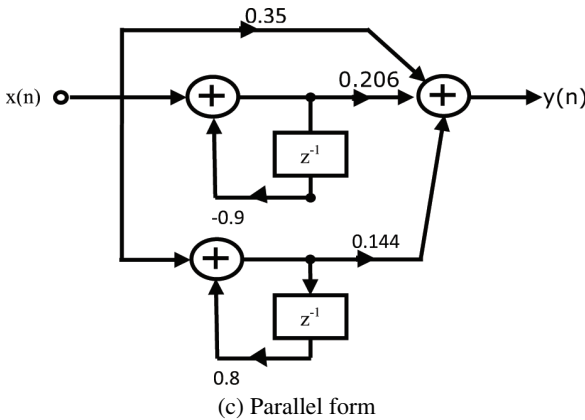 0.35
x(n)
+
0.206
+
y(n)
z⁻¹
-0.9
+
0.144
z⁻¹
0.8
(c) Parallel form